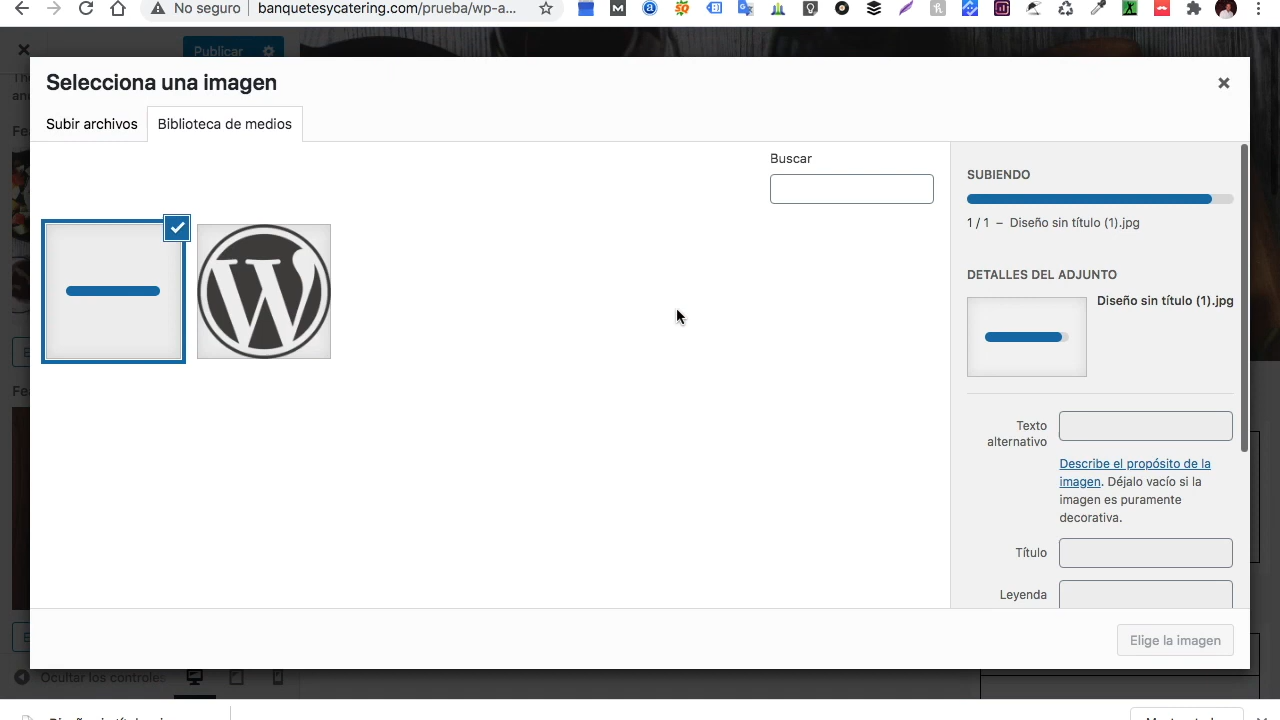 No seguro
banquetesycatering.com/prueba/wp-a...
Publicar
Selecciona una imagen
Subir archivos
Biblioteca de medios
Buscar
SUBIENDO
1 / 1 – Diseño sin título (1).jpg
DETALLES DEL ADJUNTO
Diseño sin título (1).jpg
Texto
alternativo
Describe el propósito de la
imagen. Déjalo vacío si la
imagen es puramente
decorativa.
Título
Leyenda
Elige la imagen
Ocultar los controles